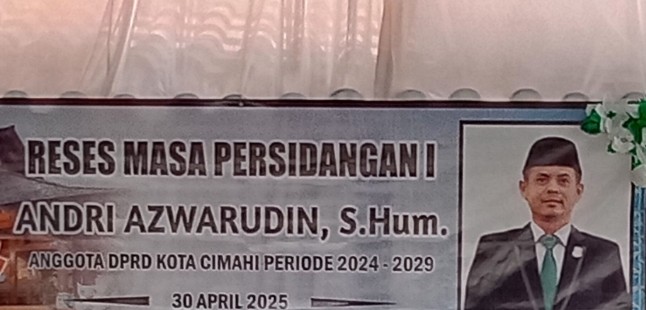 RESES MASA PERSIDANGAN I
ANDRI AZWARUDIN, S.Hum.
ANGGOTA DPRD KOTA CIMAHI PERIODE 2024 - 2029
30 APRIL 2025